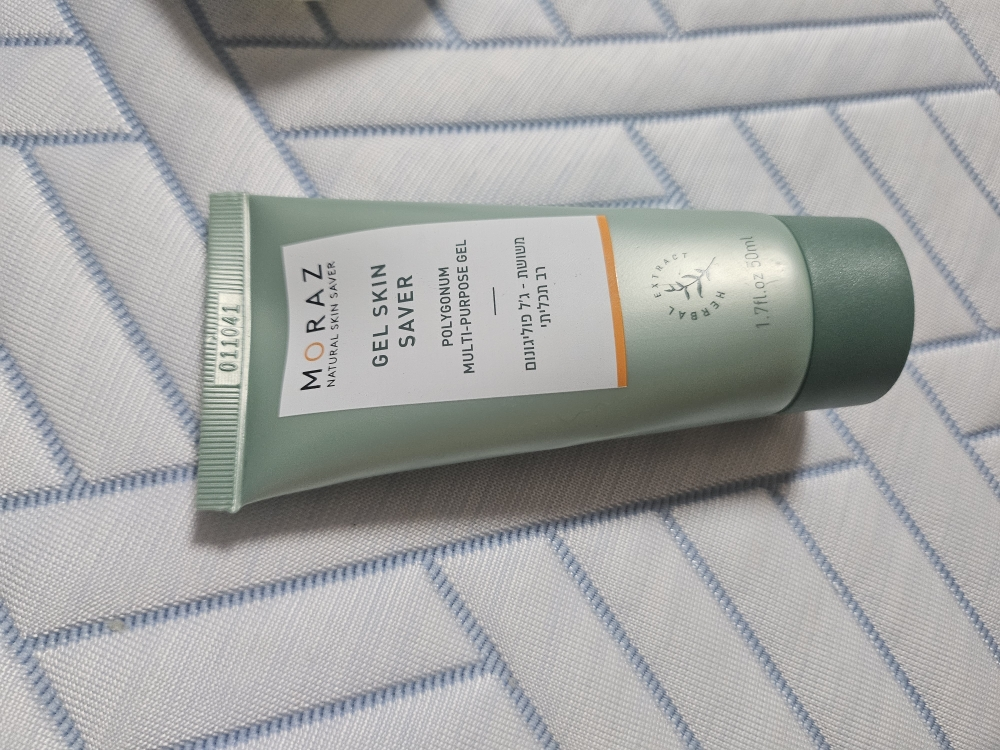 MORAZ
NATURAL SKIN SAVER
GEL SKIN
SAVER
POLYGONUM
MULTI-PURPOSE GEL
משושת - ג'ל פוליגונום
רב תכליתי
HERBAL EXTRACT
1.7fl.oz 50ml
011041